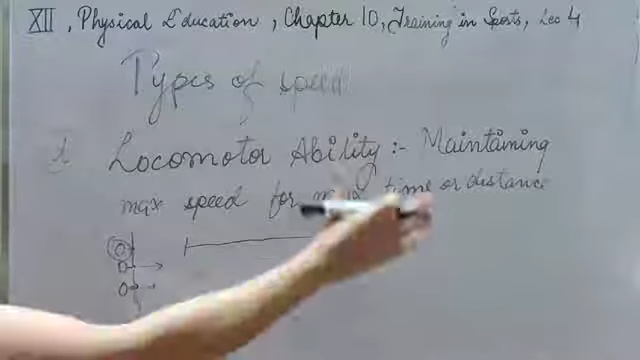 XII, Physical Education, Chapter 10, Training in Sports, Lec 4
Types of speed
1. Locomotor Ability :- Maintaining
max speed for max time or distance